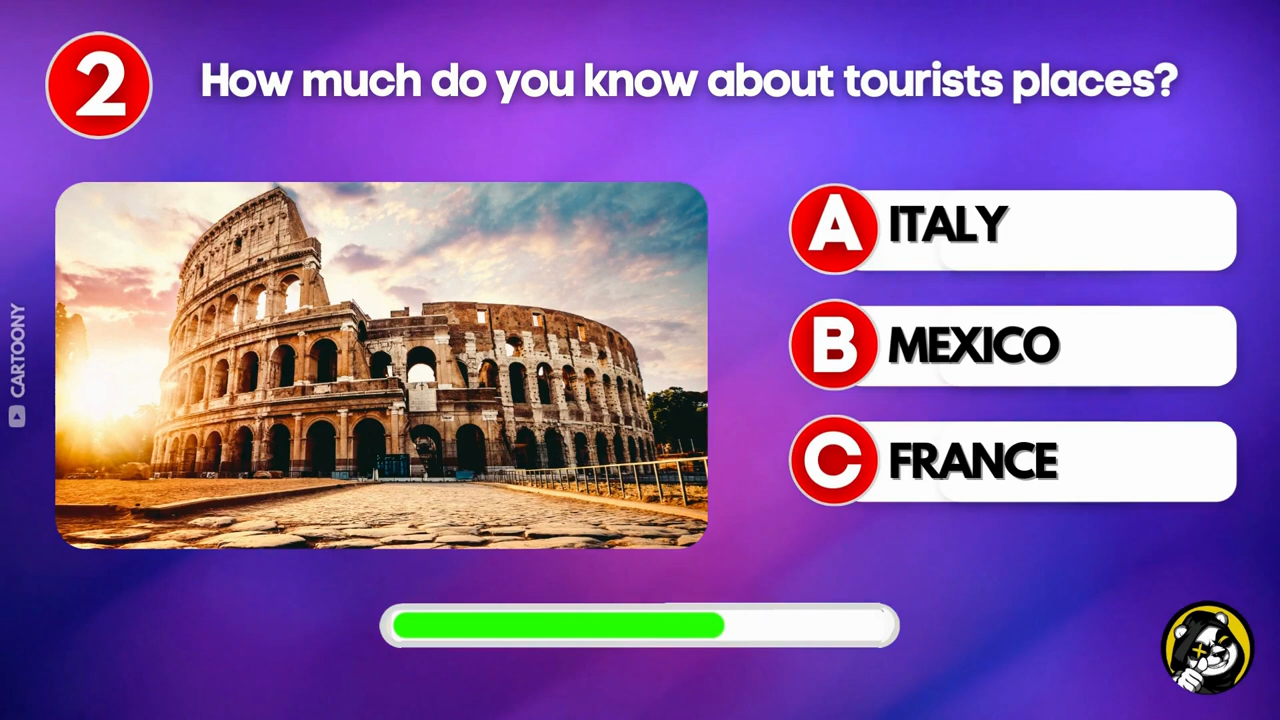 2
How much do you know about tourists places?
A ITALY
B MEXICO
C FRANCE
CARTOONY